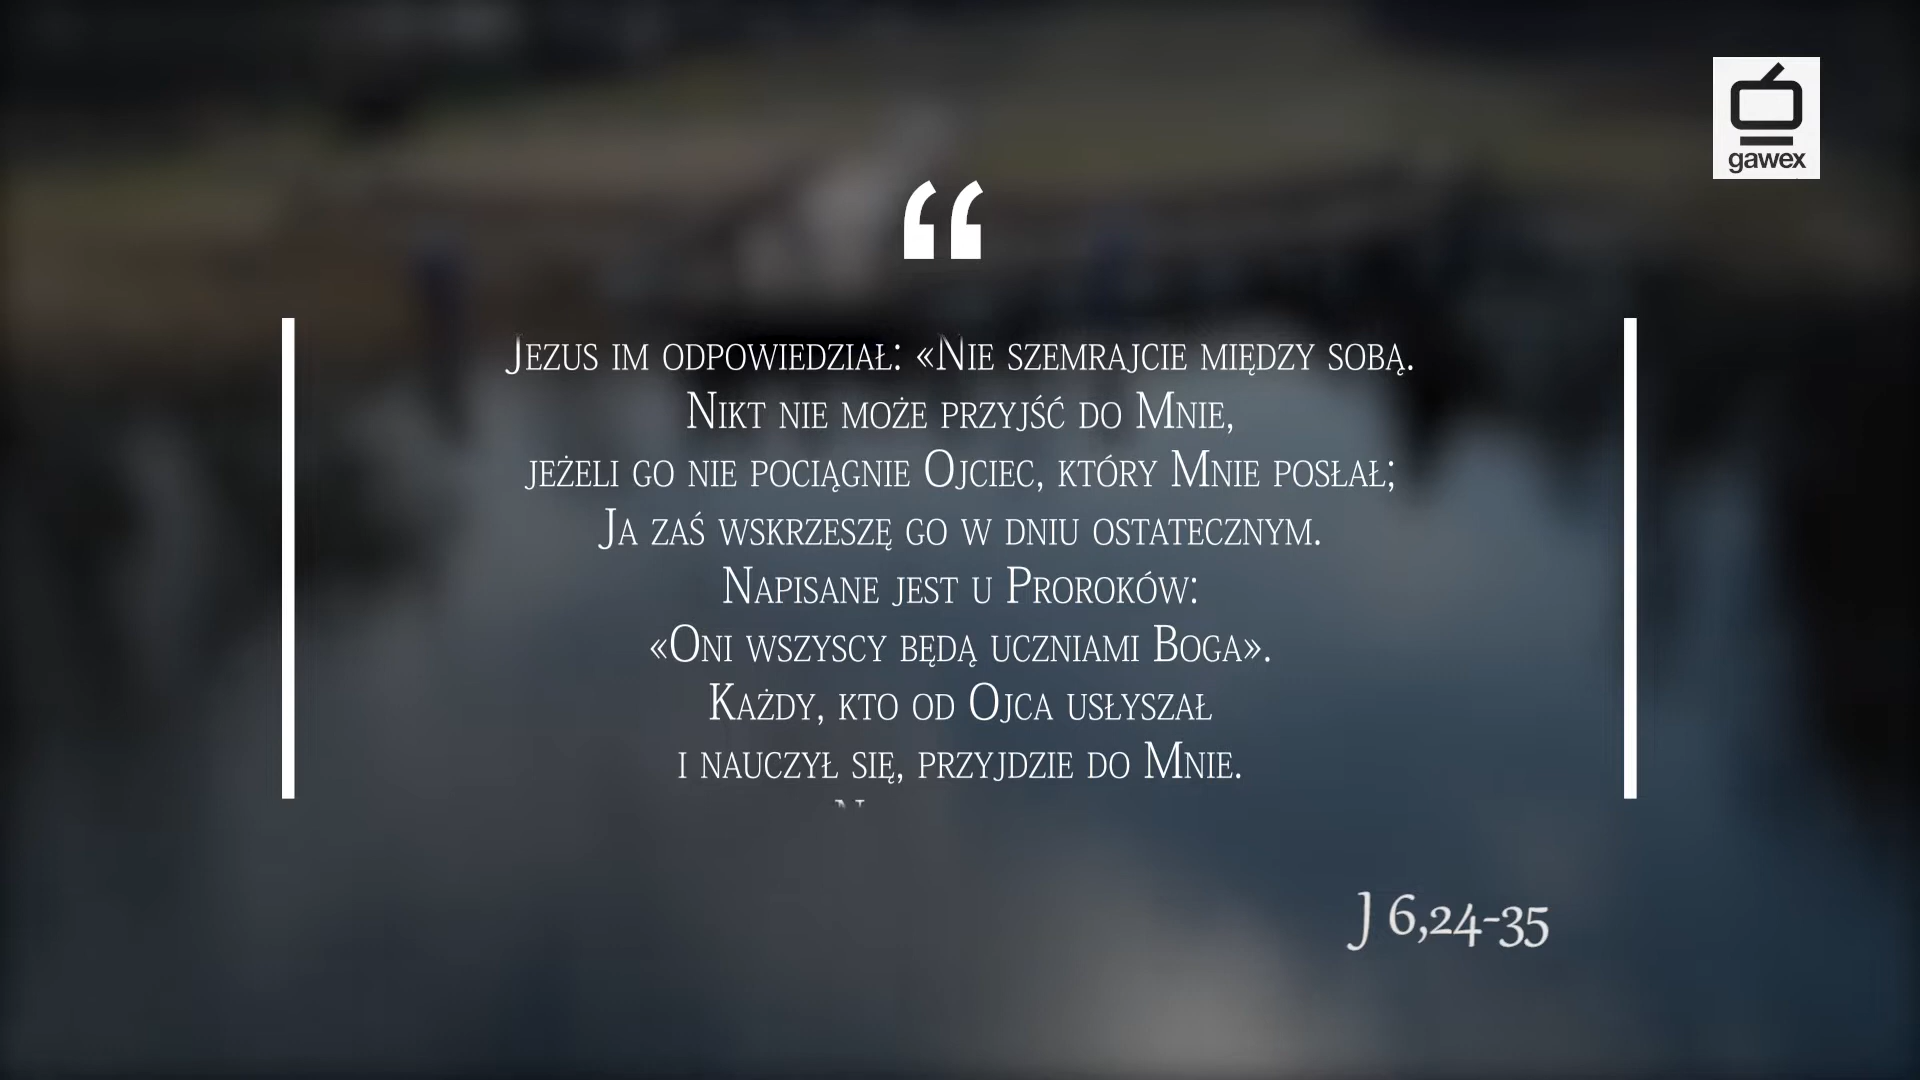 gawex
“
Jezus im odpowiedział: «Nie szemrajcie między sobą.
Nikt nie może przyjść do Mnie,
jeżeli go nie pociągnie Ojciec, który Mnie posłał;
Ja zaś wskrzeszę go w dniu ostatecznym.
Napisane jest u Proroków:
«Oni wszyscy będą uczniami Boga».
Każdy, kto od Ojca usłyszał
i nauczył się, przyjdzie do Mnie.
J 6,24-35